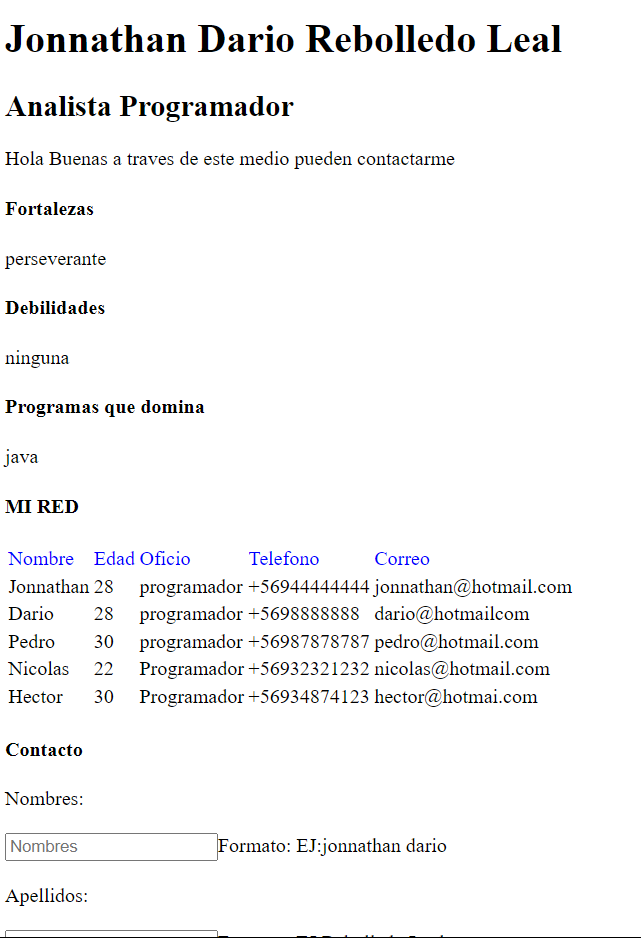 Jonnathan Dario Rebolledo Leal
Analista Programador
Hola Buenas a traves de este medio pueden contactarme
Fortalezas
perseverante
Debilidades
ninguna
Programas que domina
java
MI RED
Nombre Edad Oficio Telefono Correo
Jonnathan 28 programador +56944444444 jonnathan@hotmail.com
Dario 28 programador +5698888888 dario@hotmailcom
Pedro 30 programador +56987878787 pedro@hotmail.com
Nicolas 22 Programador +56932321232 nicolas@hotmail.com
Hector 30 Programador +56934874123 hector@hotmai.com
Contacto
Nombres:
Nombres Formato: EJ:jonnathan dario
Apellidos: